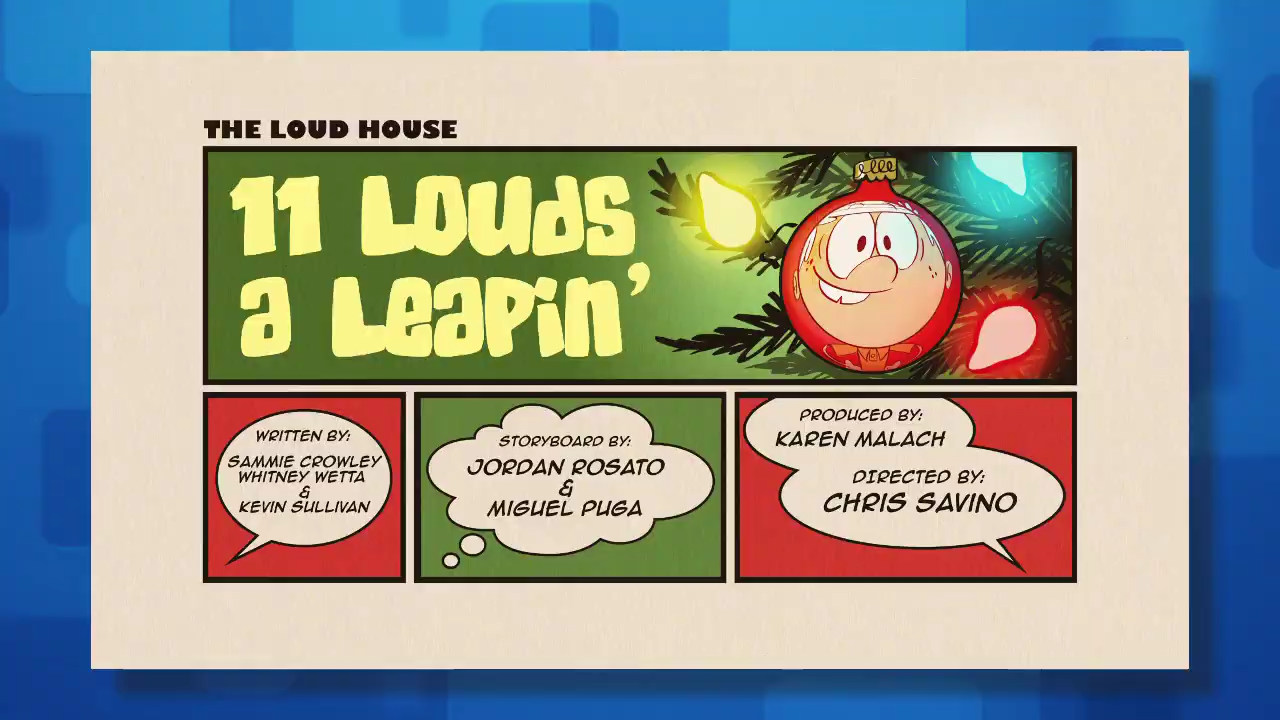 THE LOUD HOUSE
11 Louds
a Leapin'
WRITTEN BY:
SAMMIE CROWLEY
WHITNEY WETTA
&
KEVIN SULLIVAN
STORYBOARD BY:
JORDAN ROSATO
&
MIGUEL PUGA
PRODUCED BY:
KAREN MALACH
DIRECTED BY:
CHRIS SAVINO